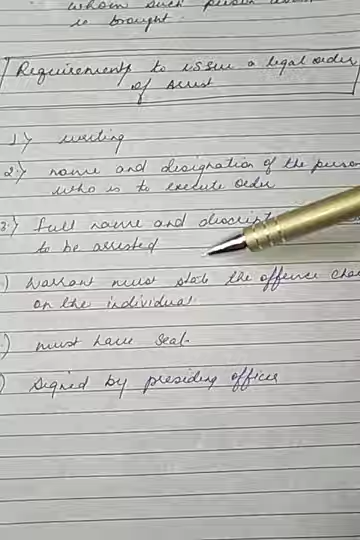 whom such person
is brought.
Requirements to issue a legal order
of Arrest
1) writing
2) name and designation of the person
who is to execute order
3) full name and descript
to be arrested
) warrant must state the offence cha
on the individual
) must have seal.
) signed by presiding officer